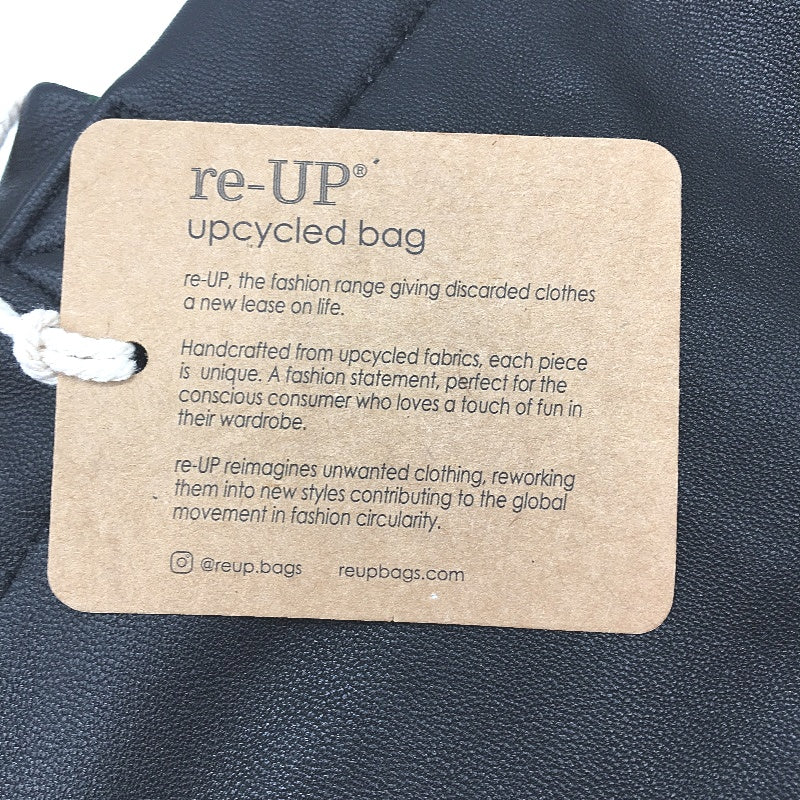 re-UP®
upcycled bag
re-UP, the fashion range giving discarded clothes
a new lease on life.
Handcrafted from upcycled fabrics, each piece
is unique. A fashion statement, perfect for the
conscious consumer who loves a touch of fun in
their wardrobe.
re-UP reimagines unwanted clothing, reworking
them into new styles contributing to the global
movement in fashion circularity.
@reup.bags reupbags.com